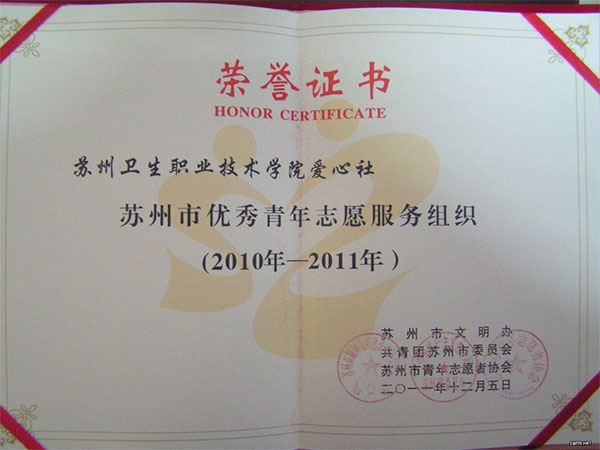 荣誉证书
HONOR CERTIFICATE
苏州卫生职业技术学院爱心社
苏州市优秀青年志愿服务组织
(2010年—2011年)
苏州市文明办
共青团苏州市委员会
苏州市青年志愿者协会
二〇一一年十二月五日